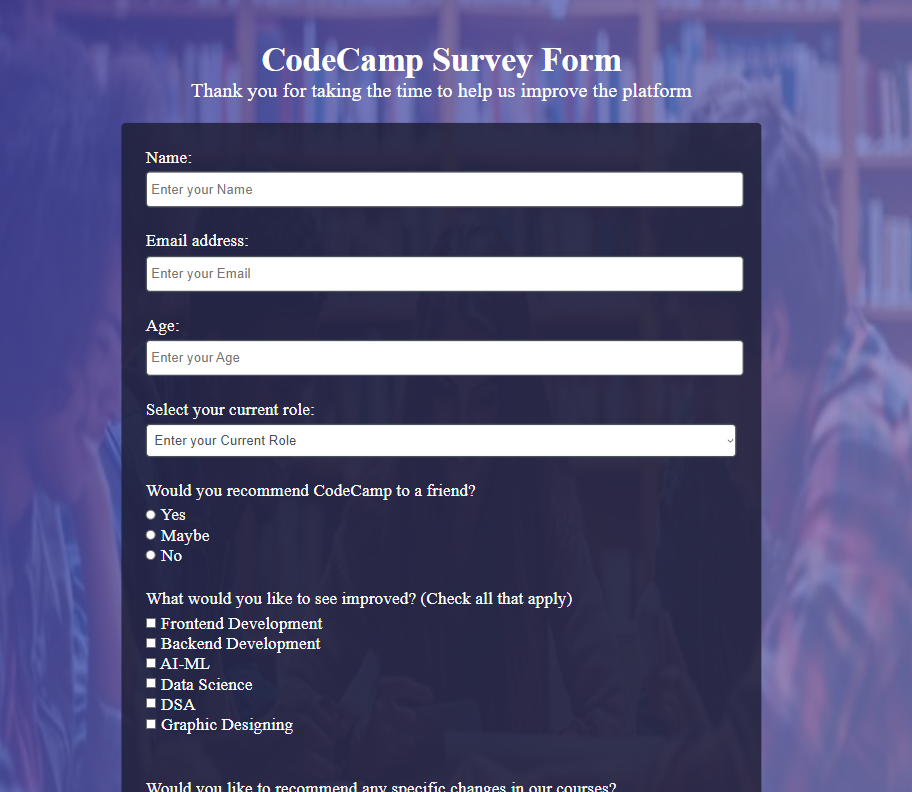 CodeCamp Survey Form
Thank you for taking the time to help us improve the platform
Name:
Enter your Name
Email address:
Enter your Email
Age:
Enter your Age
Select your current role:
Enter your Current Role
Would you recommend CodeCamp to a friend?
Yes
Maybe
No
What would you like to see improved? (Check all that apply)
Frontend Development
Backend Development
AI-ML
Data Science
DSA
Graphic Designing
Would you like to recommend any specific changes in our courses?